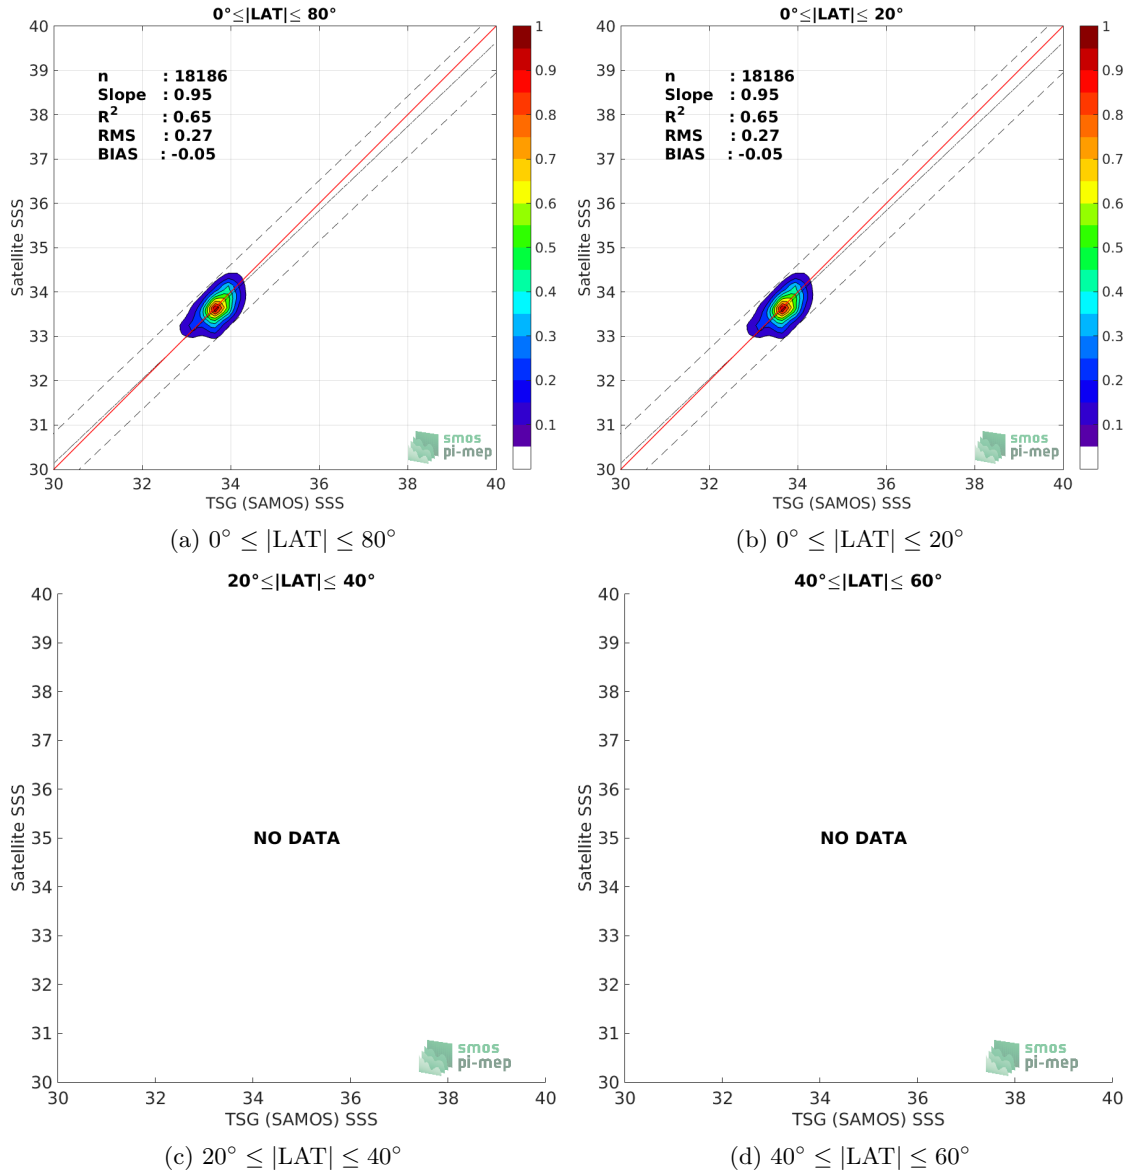 0°≤|LAT|≤ 80°
40
39
38
37
36
35
34
33
32
31
30
Satellite SSS
n : 18186
Slope : 0.95
R² : 0.65
RMS : 0.27
BIAS : -0.05
1
0.9
0.8
0.7
0.6
0.5
0.4
0.3
0.2
0.1
smos
pi-mep
30 32 34 36 38 40
TSG (SAMOS) SSS
(a) 0° ≤ |LAT| ≤ 80°
0°≤|LAT|≤ 20°
40
39
38
37
36
35
34
33
32
31
30
Satellite SSS
n : 18186
Slope : 0.95
R² : 0.65
RMS : 0.27
BIAS : -0.05
1
0.9
0.8
0.7
0.6
0.5
0.4
0.3
0.2
0.1
smos
pi-mep
30 32 34 36 38 40
TSG (SAMOS) SSS
(b) 0° ≤ |LAT| ≤ 20°
20°≤|LAT|≤ 40°
40
39
38
37
36
35
34
33
32
31
30
Satellite SSS
NO DATA
smos
pi-mep
30 32 34 36 38 40
TSG (SAMOS) SSS
(c) 20° ≤ |LAT| ≤ 40°
40°≤|LAT|≤ 60°
40
39
38
37
36
35
34
33
32
31
30
Satellite SSS
NO DATA
smos
pi-mep
30 32 34 36 38 40
TSG (SAMOS) SSS
(d) 40° ≤ |LAT| ≤ 60°